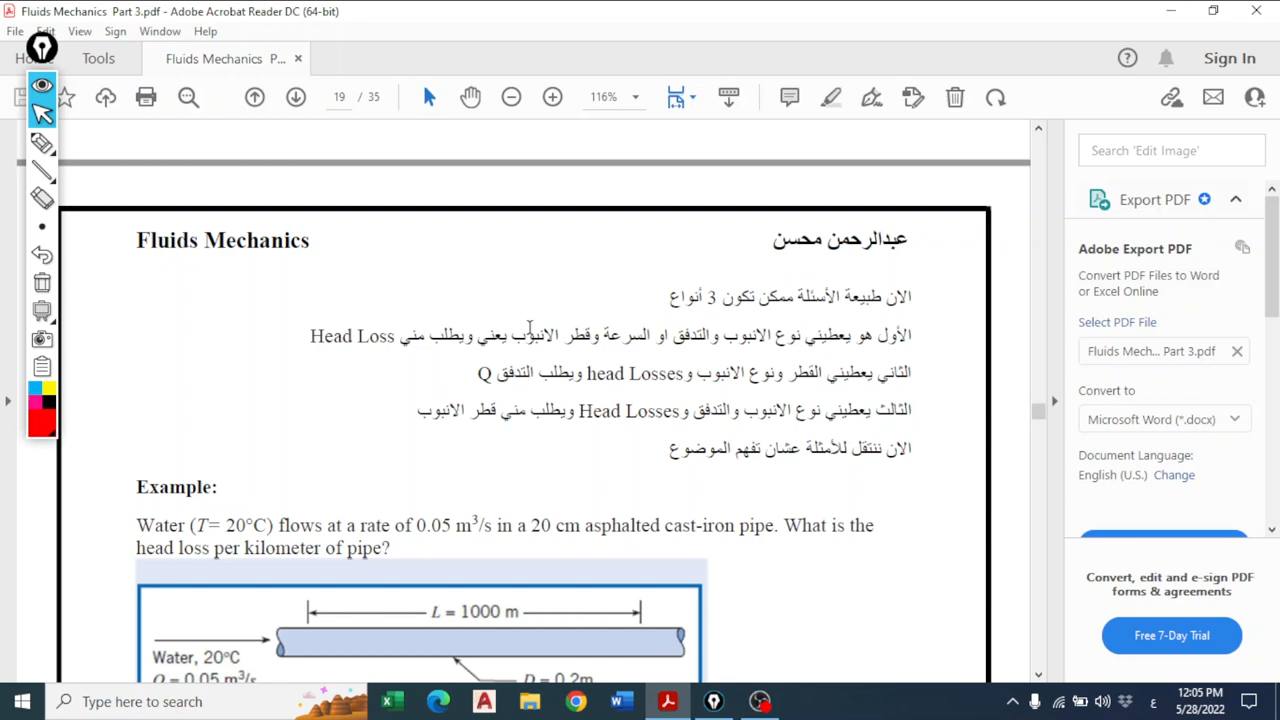 Fluids Mechanics Part 3.pdf - Adobe Acrobat Reader DC (64-bit)
File Edit View Sign Window Help
Tools
Fluids Mechanics P...
Sign In
19 / 35
116%
Search 'Edit Image'
Export PDF
Adobe Export PDF
Convert PDF Files to Word
or Excel Online
Select PDF File
Fluids Mech... Part 3.pdf
Convert to
Microsoft Word (*.docx)
Document Language:
English (U.S.) Change
Convert, edit and e-sign PDF
forms & agreements
Free 7-Day Trial
Fluids Mechanics
عبدالرحمن محسن
الان طبيعة الأسئلة ممكن تكون 3 أنواع
الأول هو يعطيني نوع الانبوب والتدفق او السرعة وقطر الانبوب يعني ويطلب مني Head Loss
الثاني يعطيني القطر ونوع الانبوب وhead Losses ويطلب التدفق Q
الثالث يعطيني نوع الانبوب والتدفق وHead Losses ويطلب مني قطر الانبوب
الان ننتقل للأمثلة عشان تفهم الموضوع
Example:
Water (T= 20°C) flows at a rate of 0.05 m³/s in a 20 cm asphalted cast-iron pipe. What is the
head loss per kilometer of pipe?
L = 1000 m
Water, 20°C
Q = 0.05 m³/s
D = 0.2m
Type here to search
ع
12:05 PM
5/28/2022